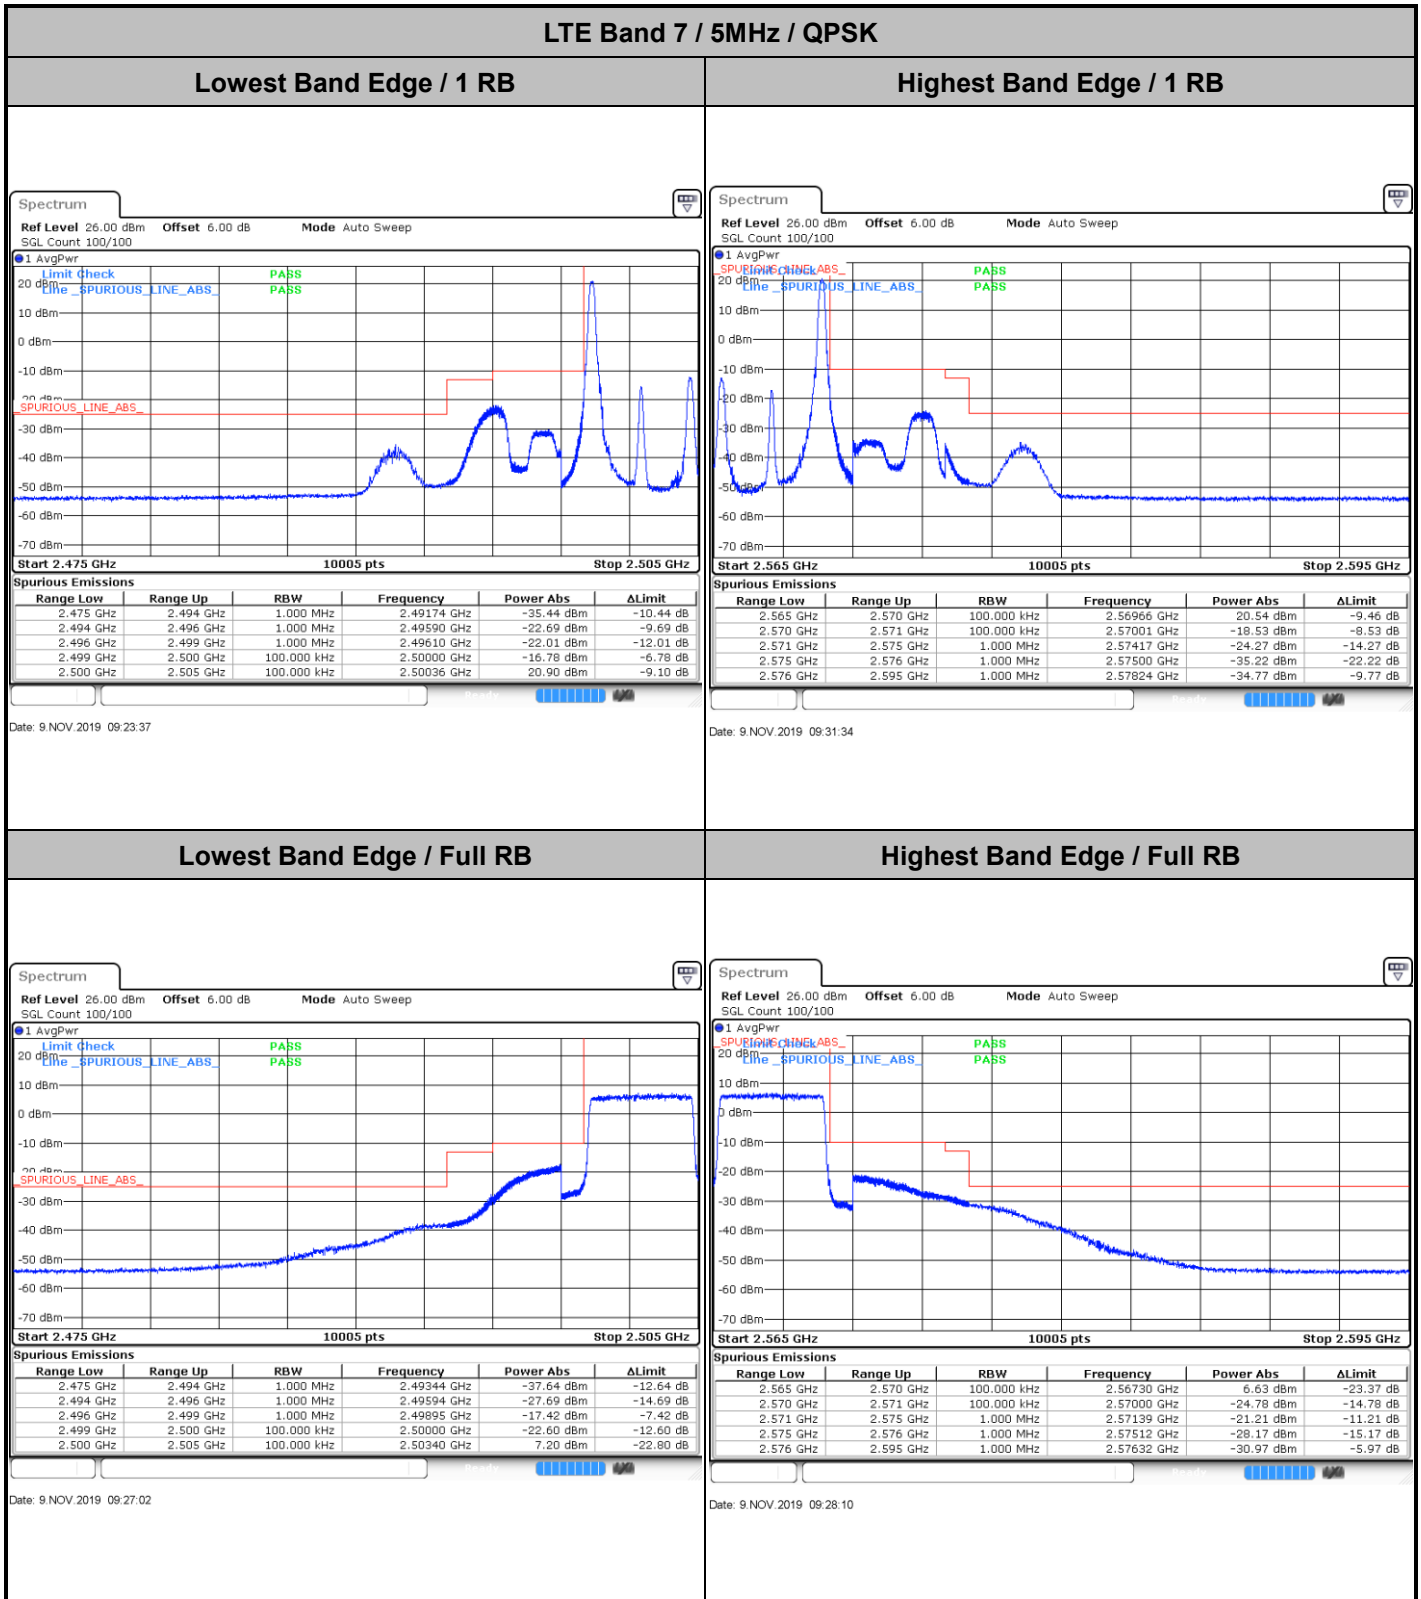 LTE Band 7 / 5MHz / QPSK
Lowest Band Edge / 1 RB
Spectrum
Ref Level 26.00 dBm Offset 6.00 dB Mode Auto Sweep
SGL Count 100/100
1 AvgPwr
Limit Check PASS
20 dBm
Line _SPURIOUS_LINE_ABS_ PASS
10 dBm
0 dBm
-10 dBm
-20 dBm
_SPURIOUS_LINE_ABS_
-30 dBm
-40 dBm
-50 dBm
-60 dBm
-70 dBm
Start 2.475 GHz 10005 pts Stop 2.505 GHz
Spurious Emissions
Range Low Range Up RBW Frequency Power Abs ΔLimit
2.475 GHz 2.494 GHz 1.000 MHz 2.49174 GHz -35.44 dBm -10.44 dB
2.494 GHz 2.496 GHz 1.000 MHz 2.49590 GHz -22.69 dBm -9.69 dB
2.496 GHz 2.499 GHz 1.000 MHz 2.49610 GHz -22.01 dBm -12.01 dB
2.499 GHz 2.500 GHz 100.000 kHz 2.50000 GHz -16.78 dBm -6.78 dB
2.500 GHz 2.505 GHz 100.000 kHz 2.50036 GHz 20.90 dBm -9.10 dB
Ready
Date: 9.NOV.2019 09:23:37
Highest Band Edge / 1 RB
Spectrum
Ref Level 26.00 dBm Offset 6.00 dB Mode Auto Sweep
SGL Count 100/100
1 AvgPwr
_SPURIOUS_LINE_ABS_
Limit Check PASS
20 dBm
Line _SPURIOUS_LINE_ABS_ PASS
10 dBm
0 dBm
-10 dBm
-20 dBm
-30 dBm
-40 dBm
-50 dBm
-60 dBm
-70 dBm
Start 2.565 GHz 10005 pts Stop 2.595 GHz
Spurious Emissions
Range Low Range Up RBW Frequency Power Abs ΔLimit
2.565 GHz 2.570 GHz 100.000 kHz 2.56966 GHz 20.54 dBm -9.46 dB
2.570 GHz 2.571 GHz 100.000 kHz 2.57001 GHz -18.53 dBm -8.53 dB
2.571 GHz 2.575 GHz 1.000 MHz 2.57417 GHz -24.27 dBm -14.27 dB
2.575 GHz 2.576 GHz 1.000 MHz 2.57500 GHz -35.22 dBm -22.22 dB
2.576 GHz 2.595 GHz 1.000 MHz 2.57824 GHz -34.77 dBm -9.77 dB
Ready
Date: 9.NOV.2019 09:31:34
Lowest Band Edge / Full RB
Spectrum
Ref Level 26.00 dBm Offset 6.00 dB Mode Auto Sweep
SGL Count 100/100
1 AvgPwr
Limit Check PASS
20 dBm
Line _SPURIOUS_LINE_ABS_ PASS
10 dBm
0 dBm
-10 dBm
-20 dBm
_SPURIOUS_LINE_ABS_
-30 dBm
-40 dBm
-50 dBm
-60 dBm
-70 dBm
Start 2.475 GHz 10005 pts Stop 2.505 GHz
Spurious Emissions
Range Low Range Up RBW Frequency Power Abs ΔLimit
2.475 GHz 2.494 GHz 1.000 MHz 2.49344 GHz -37.64 dBm -12.64 dB
2.494 GHz 2.496 GHz 1.000 MHz 2.49594 GHz -27.69 dBm -14.69 dB
2.496 GHz 2.499 GHz 1.000 MHz 2.49895 GHz -17.42 dBm -7.42 dB
2.499 GHz 2.500 GHz 100.000 kHz 2.50000 GHz -22.60 dBm -12.60 dB
2.500 GHz 2.505 GHz 100.000 kHz 2.50340 GHz 7.20 dBm -22.80 dB
Ready
Date: 9.NOV.2019 09:27:02
Highest Band Edge / Full RB
Spectrum
Ref Level 26.00 dBm Offset 6.00 dB Mode Auto Sweep
SGL Count 100/100
1 AvgPwr
_SPURIOUS_LINE_ABS_
Limit Check PASS
20 dBm
Line _SPURIOUS_LINE_ABS_ PASS
10 dBm
0 dBm
-10 dBm
-20 dBm
-30 dBm
-40 dBm
-50 dBm
-60 dBm
-70 dBm
Start 2.565 GHz 10005 pts Stop 2.595 GHz
Spurious Emissions
Range Low Range Up RBW Frequency Power Abs ΔLimit
2.565 GHz 2.570 GHz 100.000 kHz 2.56730 GHz 6.63 dBm -23.37 dB
2.570 GHz 2.571 GHz 100.000 kHz 2.57000 GHz -24.78 dBm -14.78 dB
2.571 GHz 2.575 GHz 1.000 MHz 2.57139 GHz -21.21 dBm -11.21 dB
2.575 GHz 2.576 GHz 1.000 MHz 2.57512 GHz -28.17 dBm -15.17 dB
2.576 GHz 2.595 GHz 1.000 MHz 2.57632 GHz -30.97 dBm -5.97 dB
Ready
Date: 9.NOV.2019 09:28:10